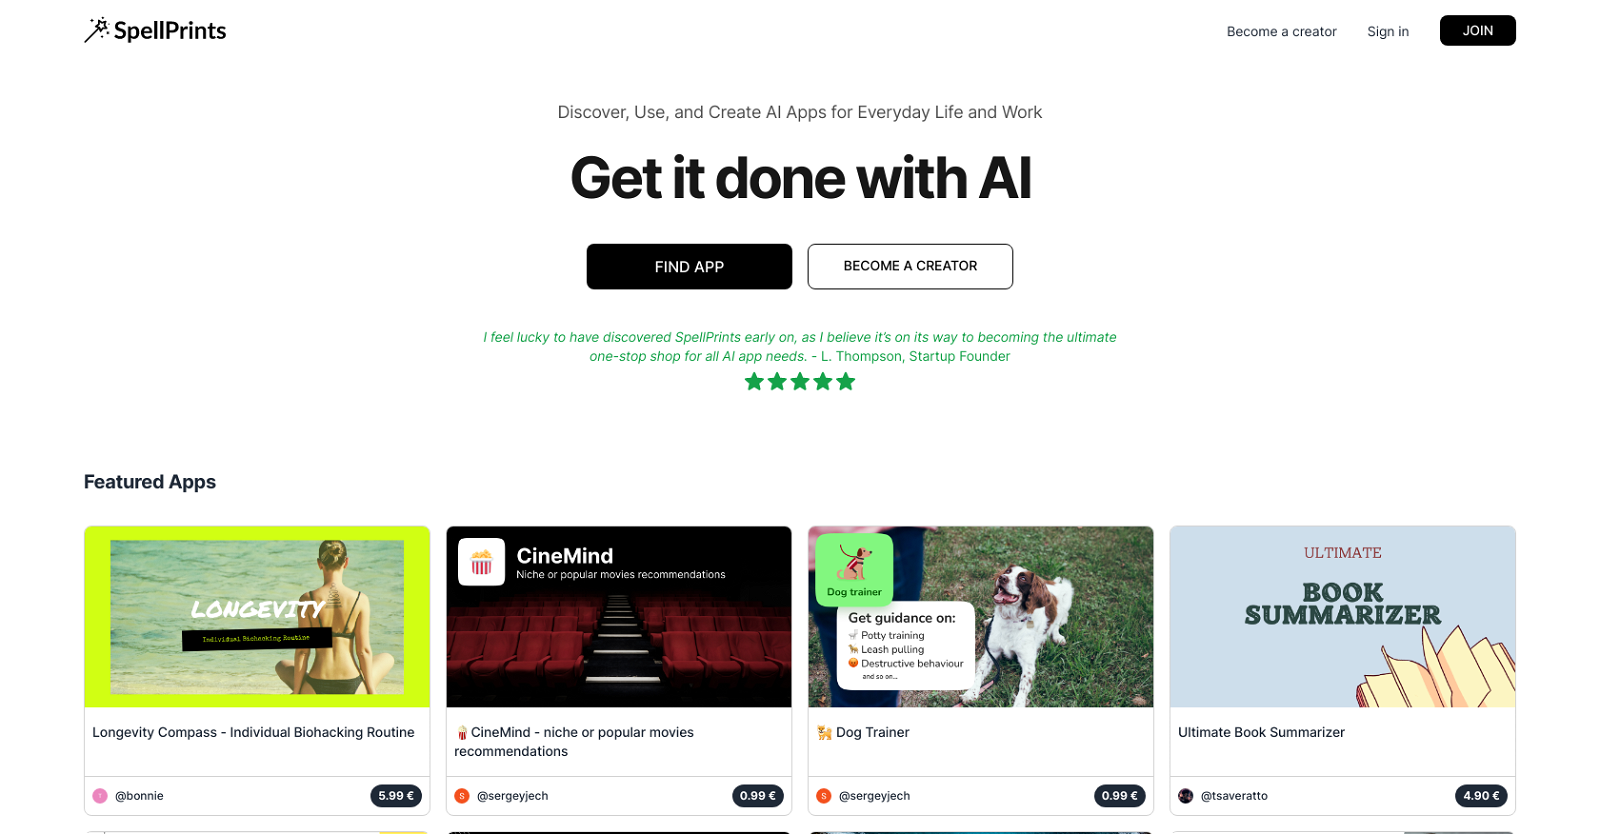 SpellPrints
Become a creator
Sign in
JOIN
Discover, Use, and Create AI Apps for Everyday Life and Work
Get it done with AI
FIND APP
BECOME A CREATOR
I feel lucky to have discovered SpellPrints early on, as I believe it's on its way to becoming the ultimate
one-stop shop for all AI app needs. - L. Thompson, Startup Founder
Featured Apps
LONGEVITY
Individual Biohacking Routine
Longevity Compass - Individual Biohacking Routine
T
@bonnie
5.99 €
CineMind
Niche or popular movies recommendations
🍿CineMind - niche or popular movies
recommendations
S
@sergeyjech
0.99 €
Dog trainer
Get guidance on:
Potty training
Leash pulling
Destructive behaviour
and so on...
🐕 Dog Trainer
S
@sergeyjech
0.99 €
ULTIMATE
BOOK
SUMMARIZER
Ultimate Book Summarizer
@tsaveratto
4.90 €